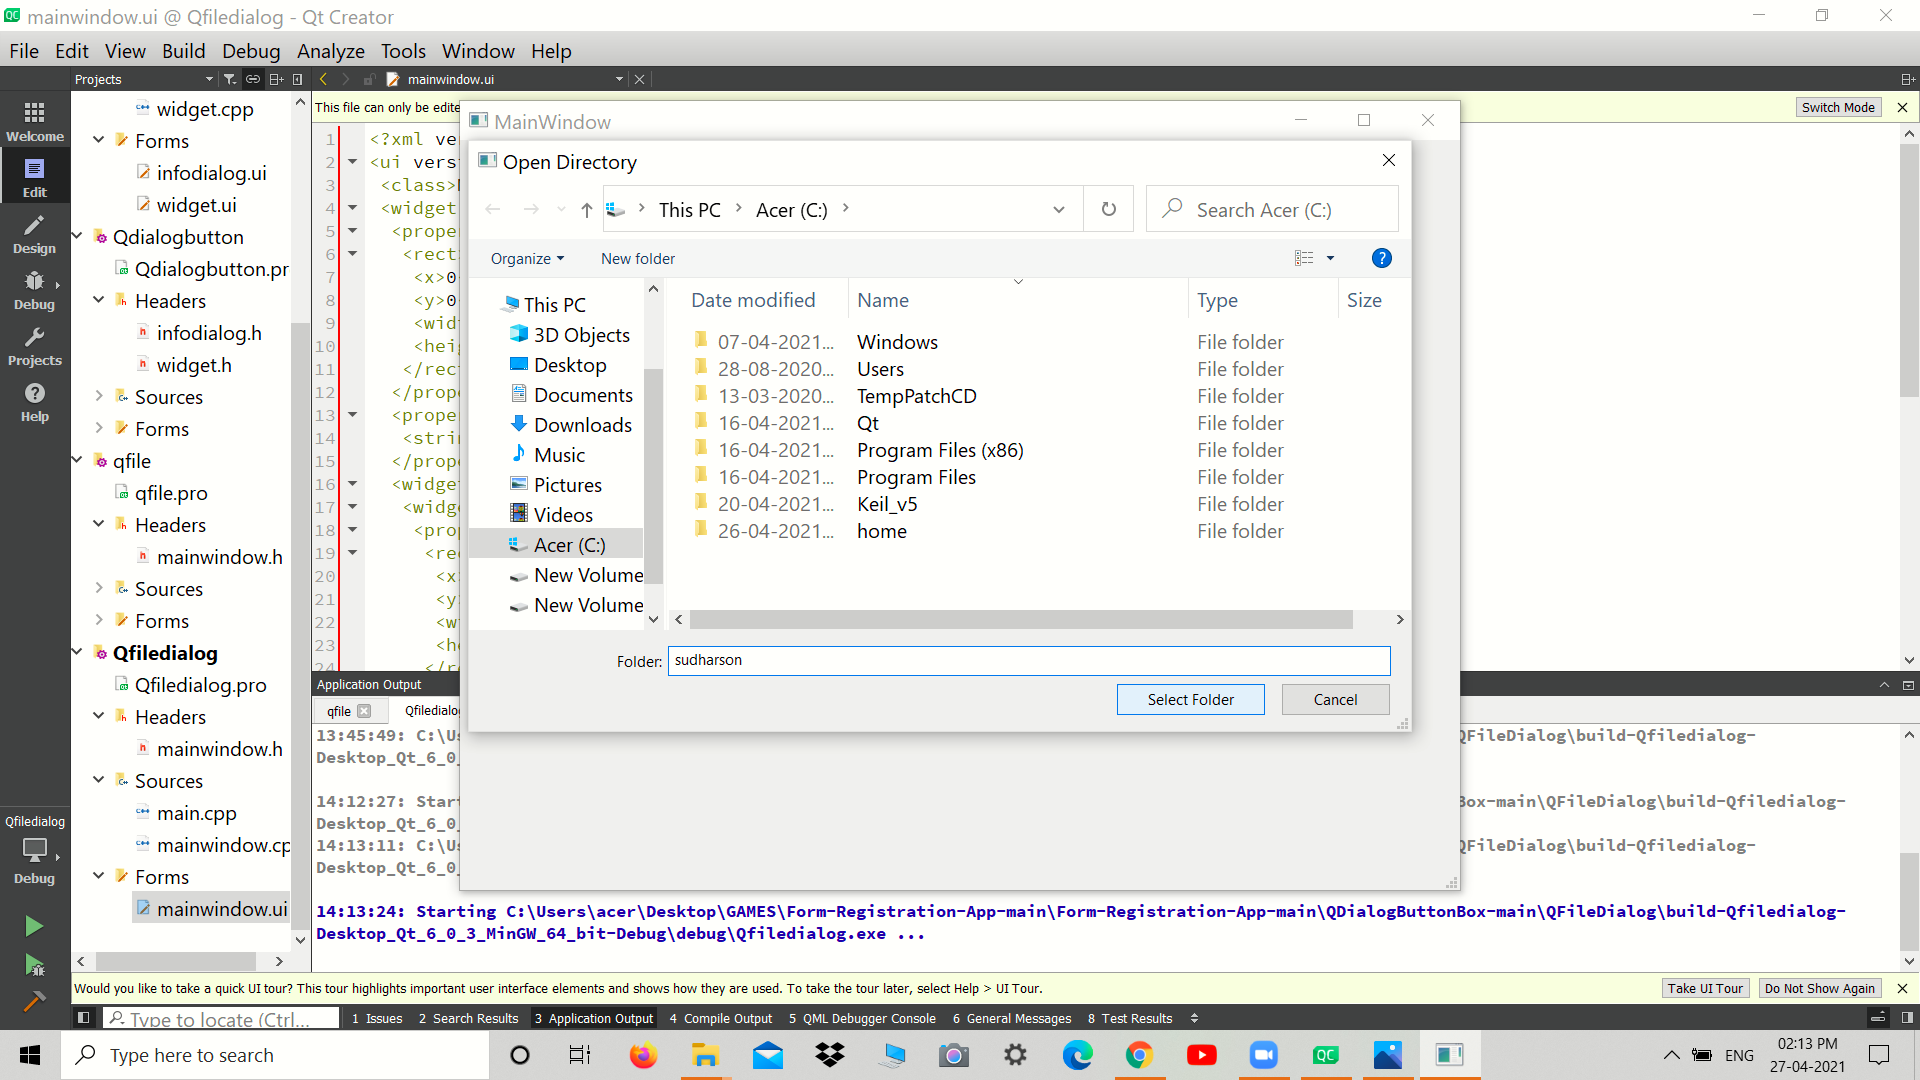 mainwindow.ui @ Qfiledialog - Qt Creator
File Edit View Build Debug Analyze Tools Window Help
Projects
mainwindow.ui
This file can only be edite
Switch Mode
Welcome
Edit
Design
Debug
Projects
Help
Qfiledialog
Debug
widget.cpp
Forms
infodialog.ui
widget.ui
Qdialogbutton
Qdialogbutton.pr
Headers
infodialog.h
widget.h
Sources
Forms
qfile
qfile.pro
Headers
mainwindow.h
Sources
Forms
Qfiledialog
Qfiledialog.pro
Headers
mainwindow.h
Sources
main.cpp
mainwindow.cp
Forms
mainwindow.ui
1 <?xml ve
2 <ui vers
3 <class>
4 <widget
5 <proper
6 <rect
7 <x>0
8 <y>0
9 <wid
10 <hei
11 </rect
12 </prope
13 <proper
14 <strin
15 </prope
16 <widget
17 <widg
18 <prop
19 <re
20 <x
21 <y
22 <w
23 <h
24 </r
MainWindow
Open Directory
This PC > Acer (C:) >
Search Acer (C:)
Organize
New folder
This PC
3D Objects
Desktop
Documents
Downloads
Music
Pictures
Videos
Acer (C:)
New Volume
New Volume
Date modified Name Type Size
07-04-2021... Windows File folder
28-08-2020... Users File folder
13-03-2020... TempPatchCD File folder
16-04-2021... Qt File folder
16-04-2021... Program Files (x86) File folder
16-04-2021... Program Files File folder
20-04-2021... Keil_v5 File folder
26-04-2021... home File folder
Folder: sudharson
Select Folder
Cancel
Application Output
qfile
Qfiledialo
13:45:49: C:\U QFileDialog\build-Qfiledialog-
Desktop_Qt_6_0_
14:12:27: Star Box-main\QFileDialog\build-Qfiledialog-
Desktop_Qt_6_0_
14:13:11: C:\U QFileDialog\build-Qfiledialog-
Desktop_Qt_6_0_
14:13:24: Starting C:\Users\acer\Desktop\GAMES\Form-Registration-App-main\Form-Registration-App-main\QDialogButtonBox-main\QFileDialog\build-Qfiledialog-
Desktop_Qt_6_0_3_MinGW_64_bit-Debug\debug\Qfiledialog.exe ...
Would you like to take a quick UI tour? This tour highlights important user interface elements and shows how they are used. To take the tour later, select Help > UI Tour.
Take UI Tour
Do Not Show Again
Type to locate (Ctrl...
1 Issues 2 Search Results 3 Application Output 4 Compile Output 5 QML Debugger Console 6 General Messages 8 Test Results
Type here to search
ENG
02:13 PM
27-04-2021